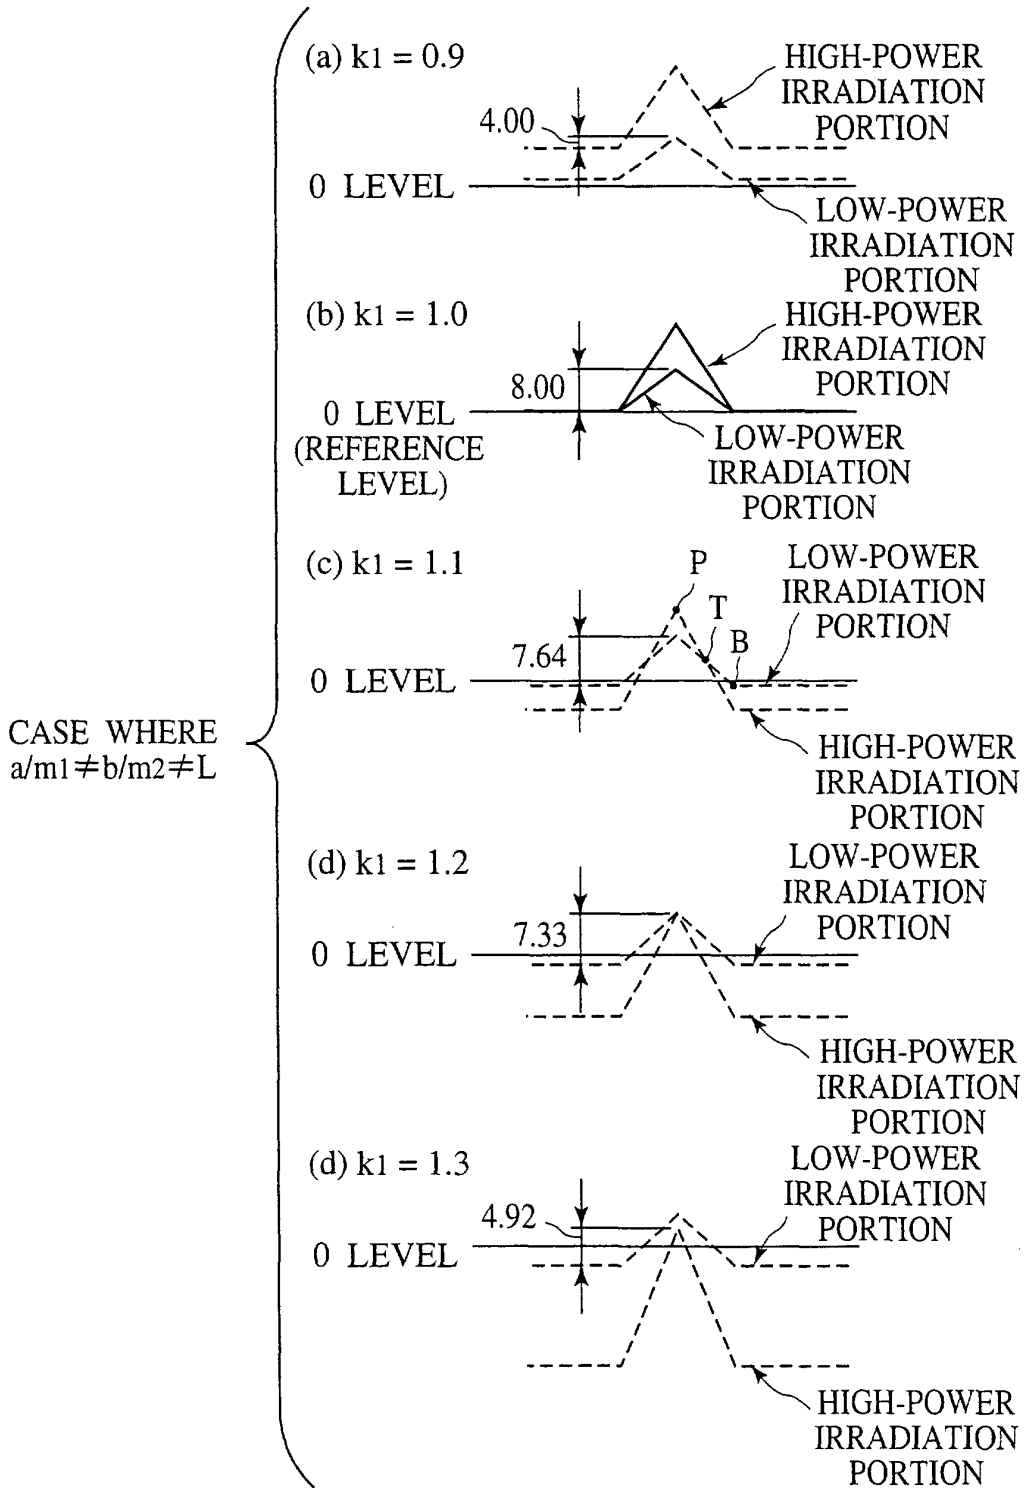 (a) k1 = 0.9
HIGH-POWER
IRRADIATION
PORTION
4.00
0 LEVEL
LOW-POWER
IRRADIATION
PORTION
(b) k1 = 1.0
HIGH-POWER
IRRADIATION
PORTION
8.00
0 LEVEL
(REFERENCE
LEVEL)
LOW-POWER
IRRADIATION
PORTION
(c) k1 = 1.1
P
T
B
LOW-POWER
IRRADIATION
PORTION
7.64
0 LEVEL
HIGH-POWER
IRRADIATION
PORTION
CASE WHERE
a/m1≠b/m2≠L
(d) k1 = 1.2
LOW-POWER
IRRADIATION
PORTION
7.33
0 LEVEL
HIGH-POWER
IRRADIATION
PORTION
(d) k1 = 1.3
LOW-POWER
IRRADIATION
PORTION
4.92
0 LEVEL
HIGH-POWER
IRRADIATION
PORTION